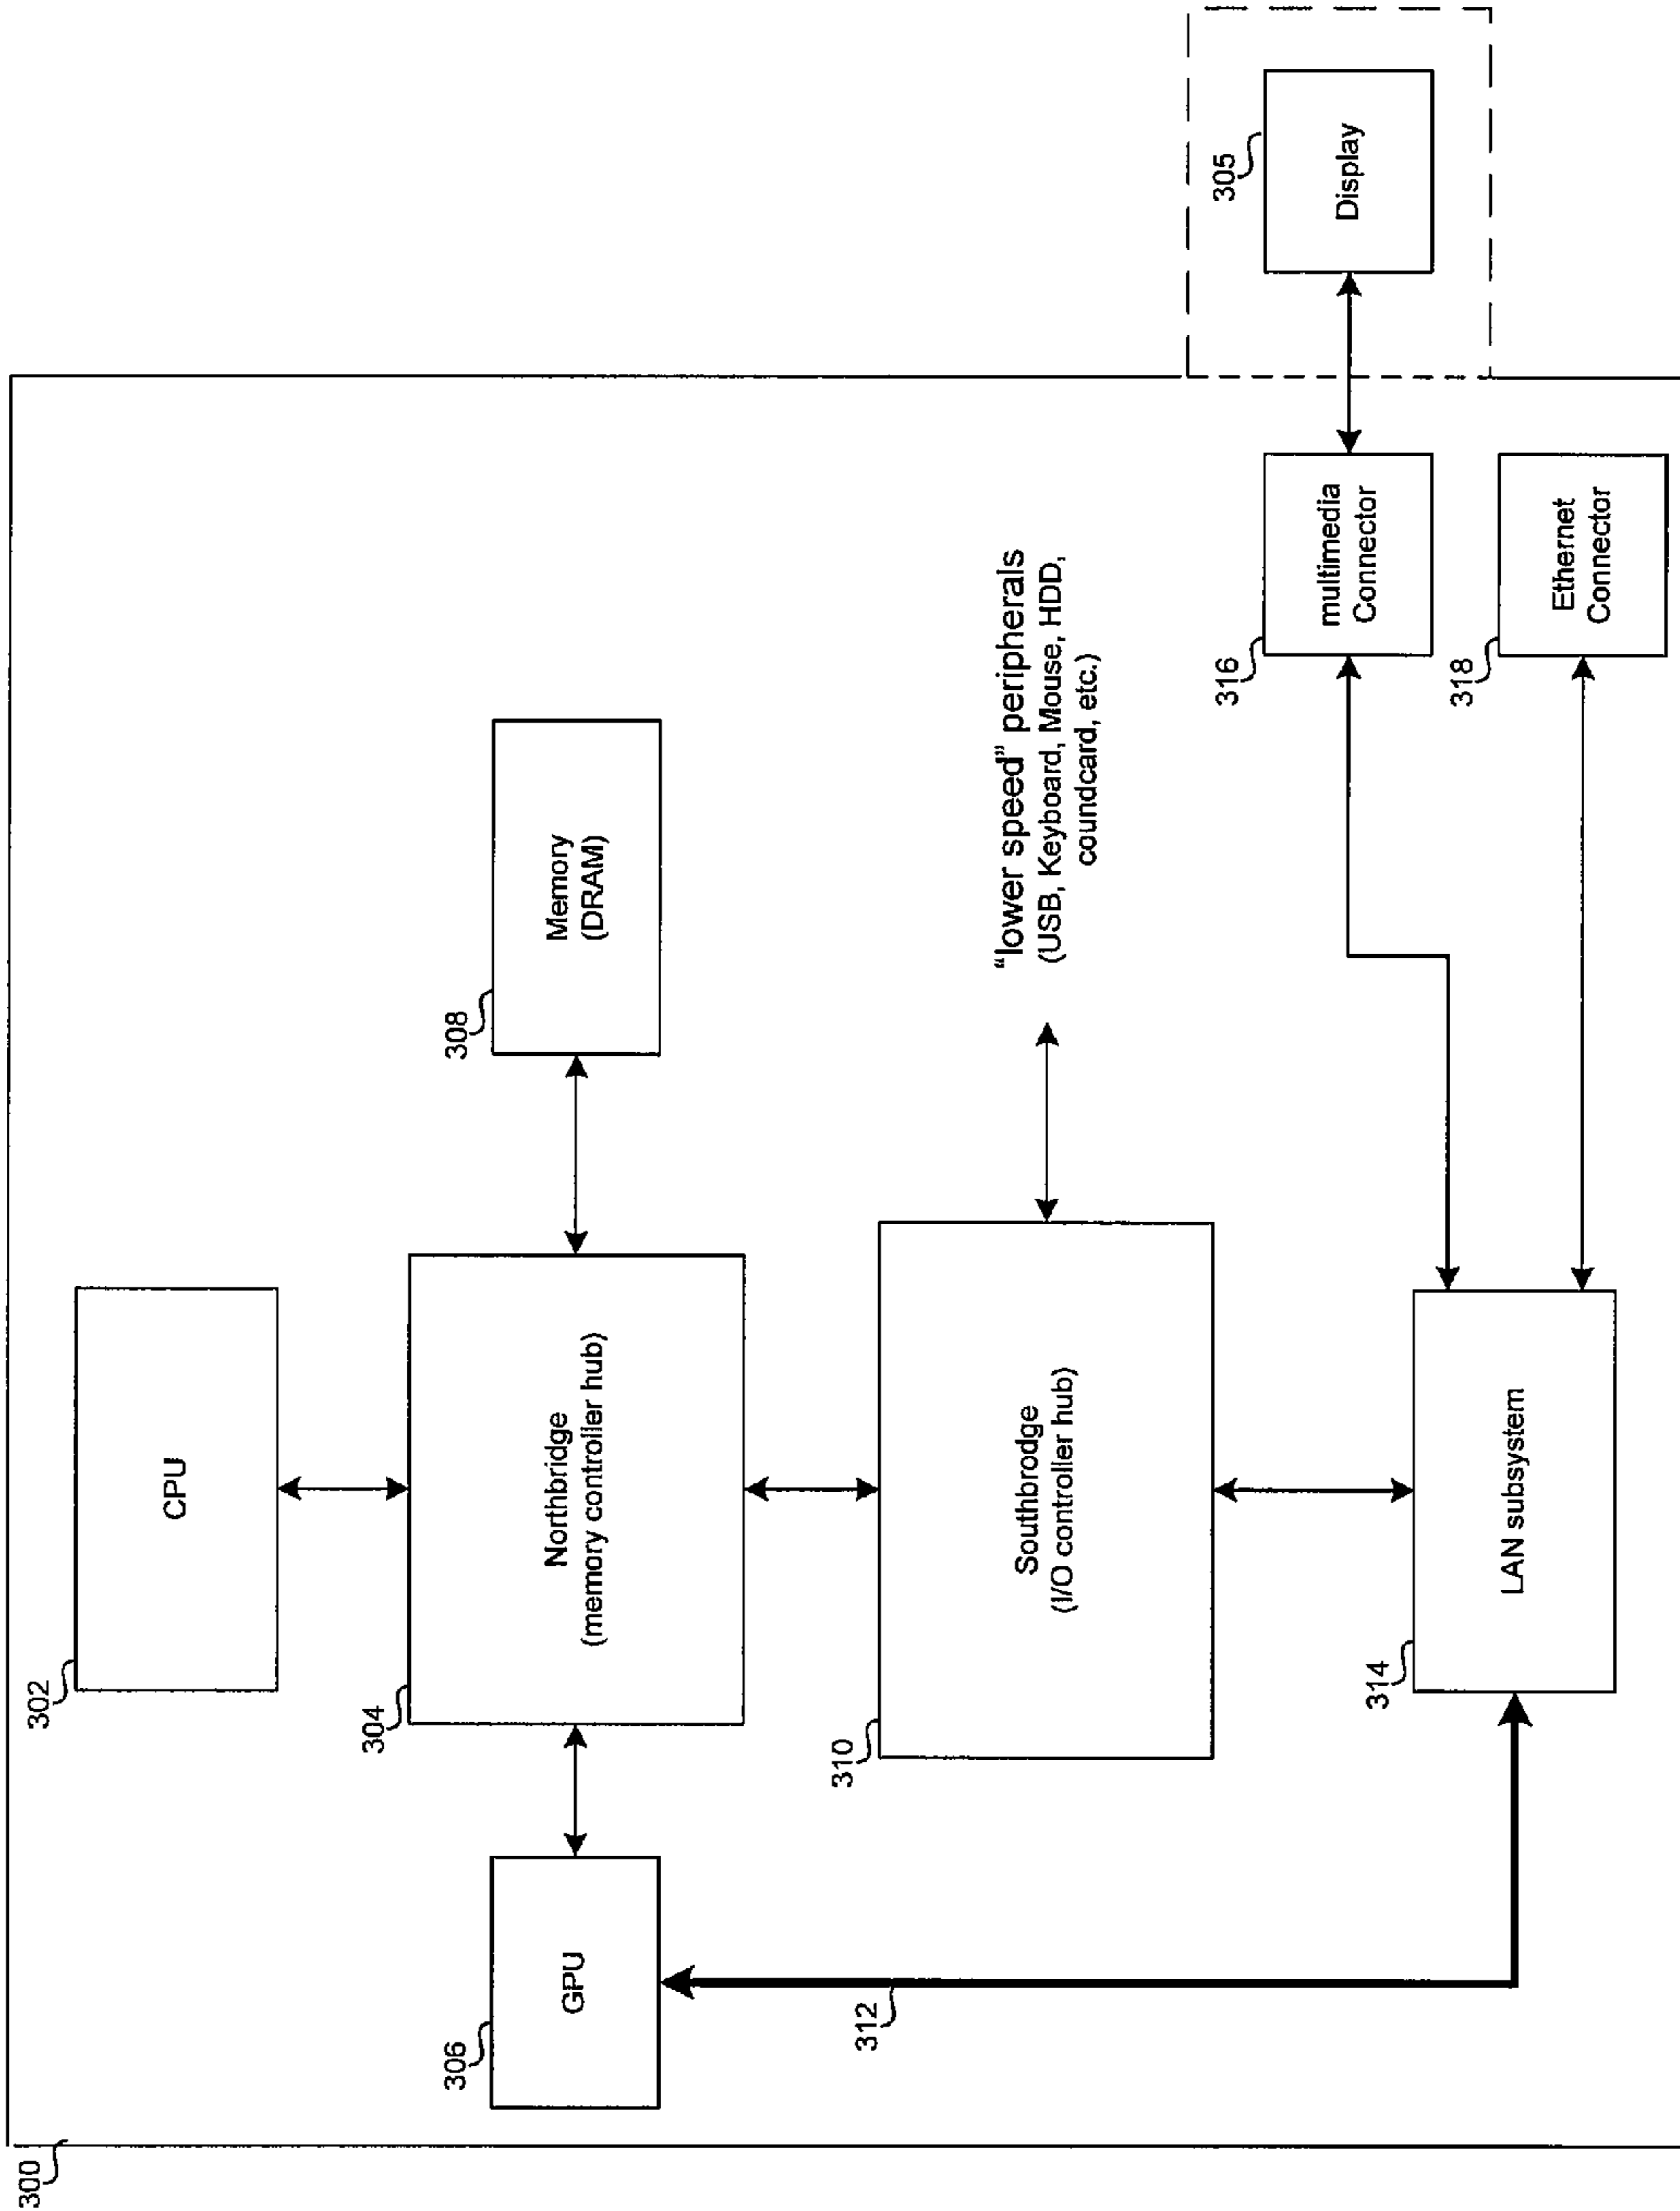 300
302
CPU
304
Northbridge
(memory controller hub)
306
GPU
308
Memory
(DRAM)
310
Southbrodge
(I/O controller hub)
"lower speed" peripherals
(USB, Keyboard, Mouse, HDD,
coundcard, etc.)
312
314
LAN subsystem
316
multimedia
Connector
305
Display
318
Ethernet
Connector